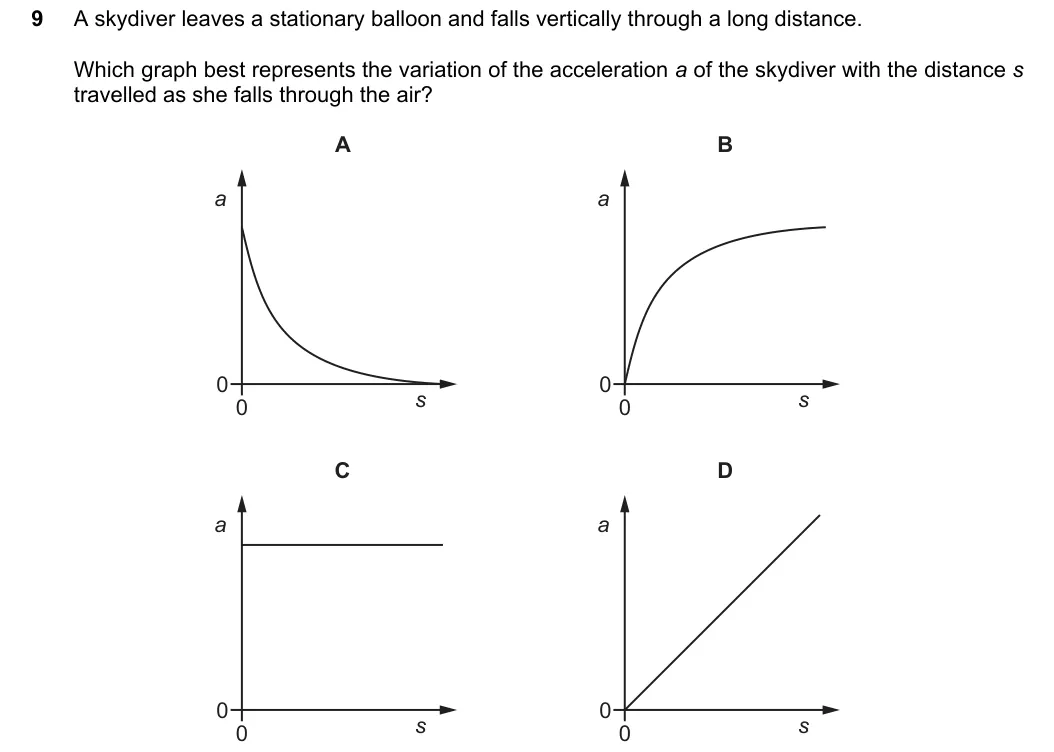 9 A skydiver leaves a stationary balloon and falls vertically through a long distance.
Which graph best represents the variation of the acceleration a of the skydiver with the distance s
travelled as she falls through the air?
A
B
a
a
0
0
s
0
0
s
C
D
a
a
0
0
s
0
0
s